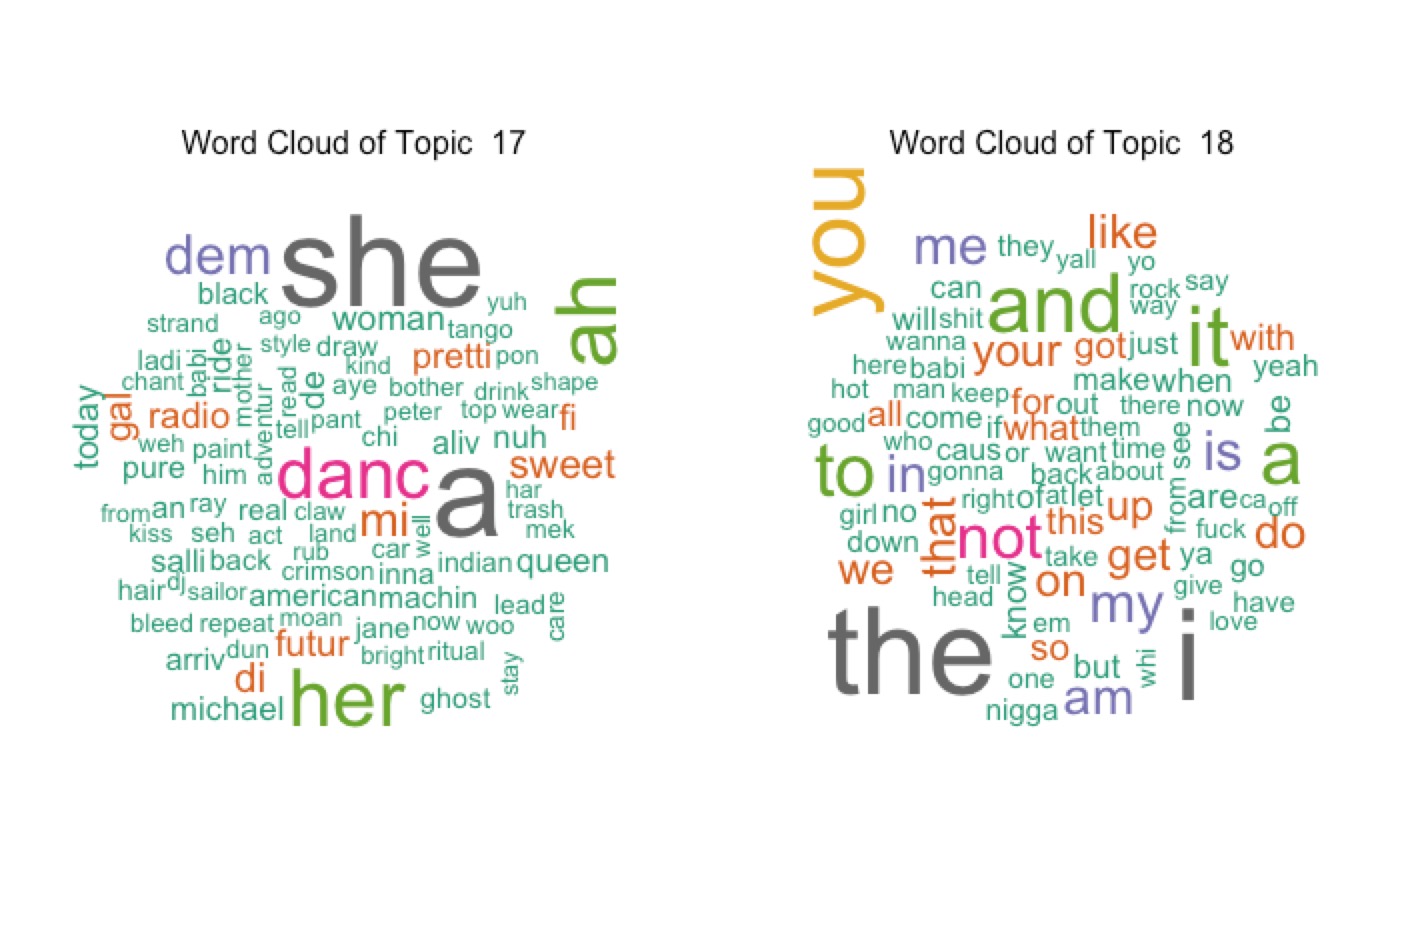 Word Cloud of Topic 17
she
dem
black
yuh
ah
strand
ago
woman
tango
ladi
babi
ride
style
draw
kind
pretti
pon
chant
mother
read
de
aye
bother
drink
shape
today
gal
radio
adventur
tell
pant
peter
top
wear
fi
weh
paint
chi
aliv
nuh
pure
him
danc
a
sweet
from
an
ray
real
claw
mi
well
har
trash
kiss
seh
act
land
mek
salli
back
rub
car
indian
queen
crimson
inna
hair
dj
sailor
american
machin
lead
care
bleed
repeat
moan
jane
now
woo
arriv
dun
futur
bright
ritual
stay
di
her
ghost
michael
Word Cloud of Topic 18
you
me
they
like
yall
yo
can
and
rock
say
way
will
shit
it
with
wanna
your
got
just
yeah
here
babi
make
when
hot
man
keep
for
out
there
now
be
good
all
come
if
what
them
who
caus
or
want
time
see
is
a
to
in
gonna
back
about
right
of
fat
let
up
from
are
ca
off
girl
no
that
not
this
fuck
do
down
take
get
ya
we
tell
know
on
go
head
my
give
have
the
em
i
love
so
but
whi
one
am
nigga